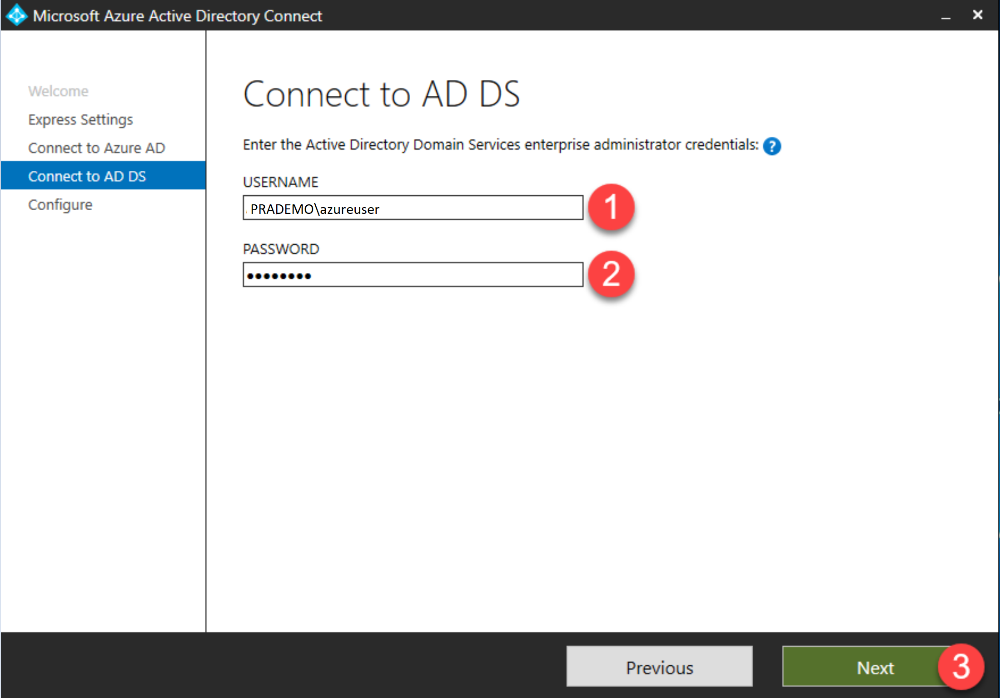 Microsoft Azure Active Directory Connect
Welcome
Express Settings
Connect to Azure AD
Connect to AD DS
Configure
Connect to AD DS
Enter the Active Directory Domain Services enterprise administrator credentials: ?
USERNAME
PRADEMO\azureuser
1
PASSWORD
••••••••
2
Previous
Next
3